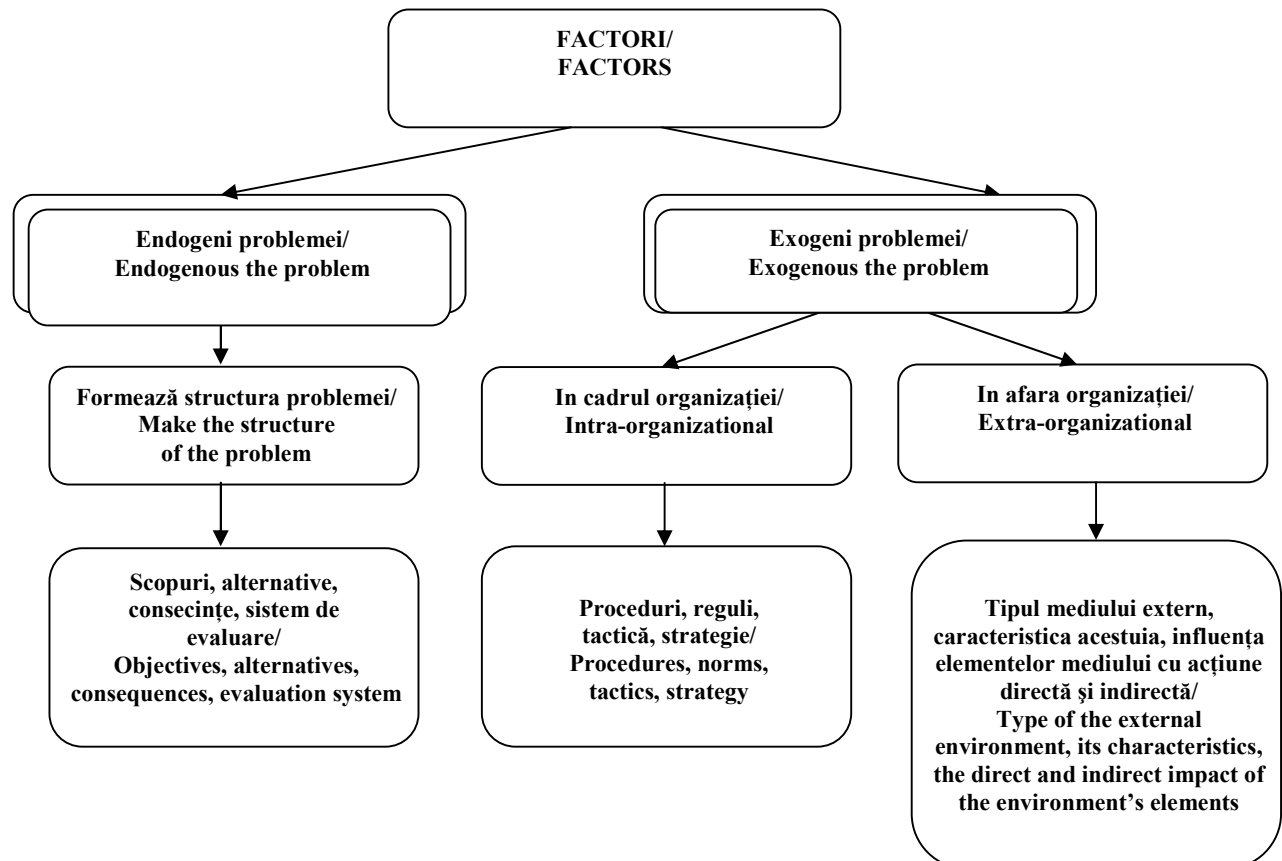 FACTORI/
FACTORS
Endogeni problemei/
Endogenous the problem
Exogeni problemei/
Exogenous the problem
Formează structura problemei/
Make the structure
of the problem
In cadrul organizației/
Intra-organizational
In afara organizației/
Extra-organizational
Scopuri, alternative,
consecințe, sistem de
evaluare/
Objectives, alternatives,
consequences, evaluation system
Proceduri, reguli,
tactică, strategie/
Procedures, norms,
tactics, strategy
Tipul mediului extern,
caracteristica acestuia, influența
elementelor mediului cu acțiune
directă şi indirectă/
Type of the external
environment, its characteristics,
the direct and indirect impact of
the environment’s elements